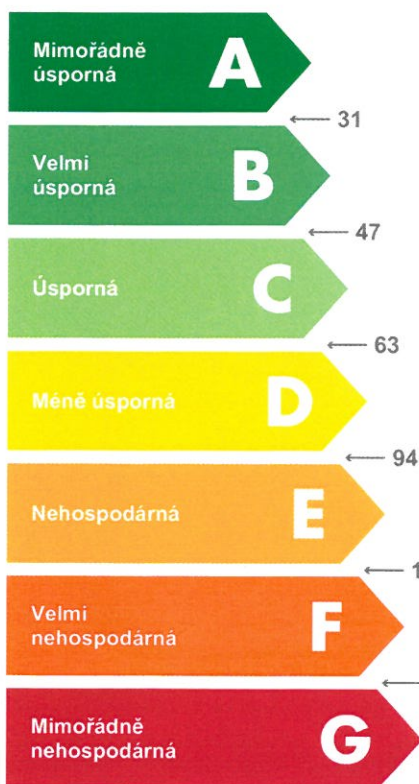 Mimořádně
úsporná
A
← 31
Velmi
úsporná
B
← 47
Úsporná
C
← 63
Méně úsporná
D
← 94
Nehospodárná
E
←
Velmi
nehospodárná
F
←
Mimořádně
nehospodárná
G